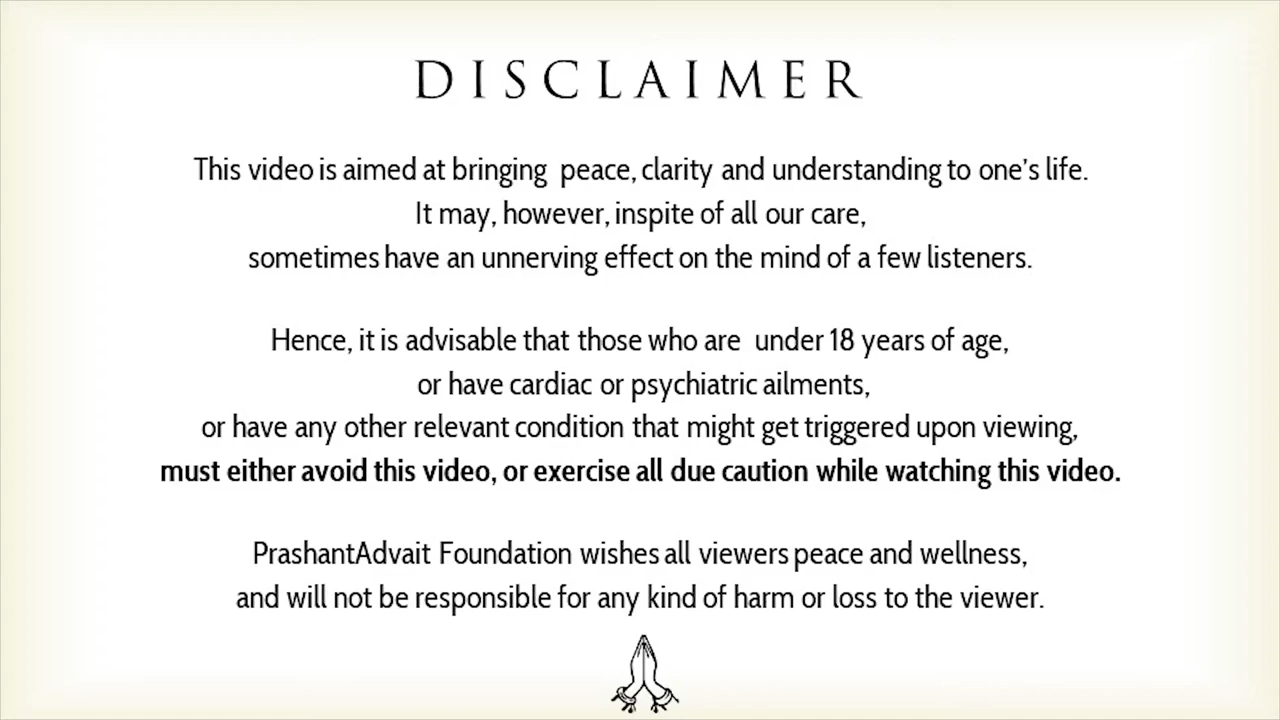 DISCLAIMER
This video is aimed at bringing peace, clarity and understanding to one's life.
It may, however, inspite of all our care,
sometimes have an unnerving effect on the mind of a few listeners.
Hence, it is advisable that those who are under 18 years of age,
or have cardiac or psychiatric ailments,
or have any other relevant condition that might get triggered upon viewing,
must either avoid this video, or exercise all due caution while watching this video.
PrashantAdvait Foundation wishes all viewers peace and wellness,
and will not be responsible for any kind of harm or loss to the viewer.